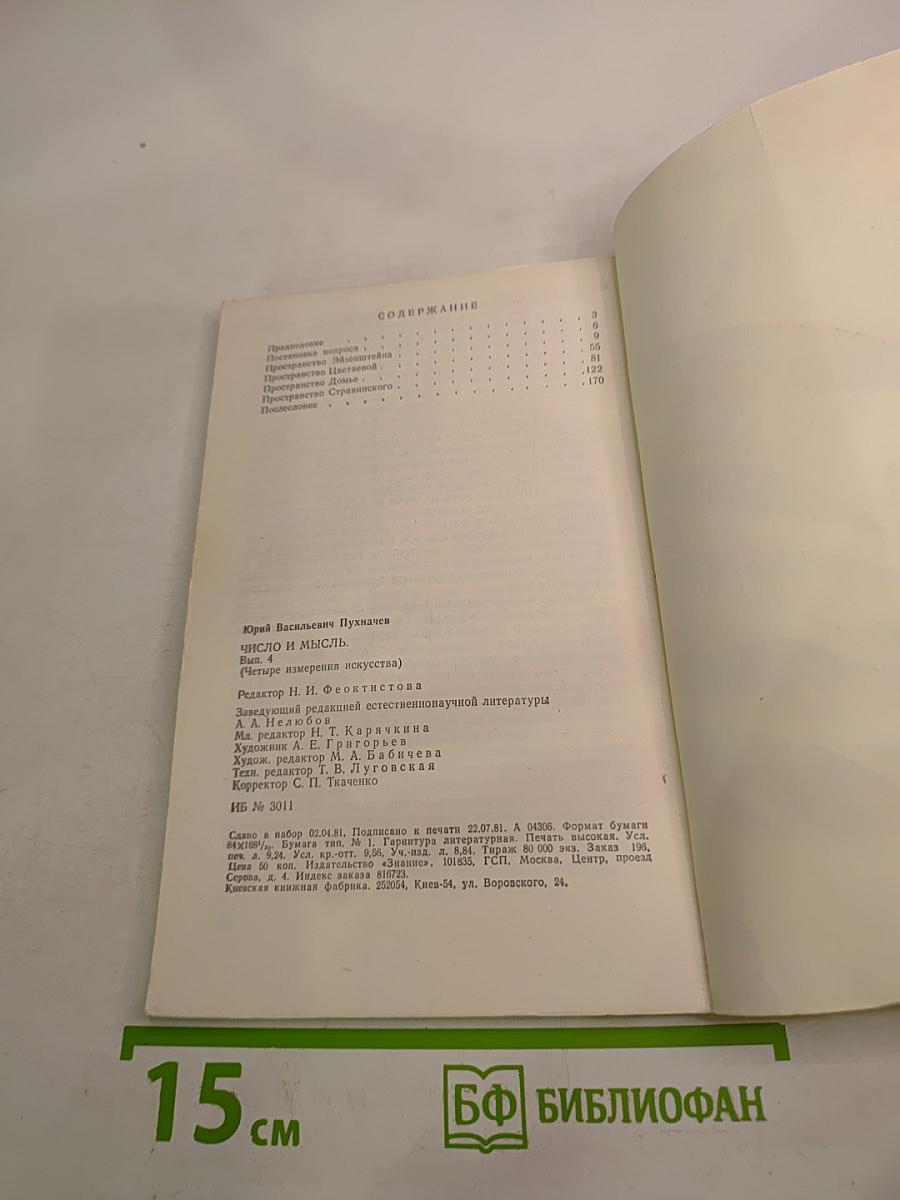 СОДЕРЖАНИЕ
Предисловие . . . . . . . . . . . . 3
Постановка вопроса . . . . . . . . . . . . 6
Пространство Эйзенштейна . . . . . . . . . . . . 9
Пространство Цветаевой . . . . . . . . . . . . 55
Пространство Домье . . . . . . . . . . . . 81
Пространство Стравинского . . . . . . . . . . . . 122
Послесловие . . . . . . . . . . . . 170
Юрий Васильевич Пухначев
ЧИСЛО И МЫСЛЬ.
Вып. 4
(Четыре измерения искусства)
Редактор Н. И. Феоктистова
Заведующий редакцией естественнонаучной литературы
А. А. Нелюбов
Мл. редактор Н. Т. Карячкина
Художник А. Е. Григорьев
Худож. редактор М. А. Бабичева
Техн. редактор Т. В. Луговская
Корректор С. П. Ткаченко
ИБ № 3011
Сдано в набор 02.04.81. Подписано к печати 22.07.81. А 04306. Формат бумаги
84×108¹/₃₂. Бумага тип. № 1. Гарнитура литературная. Печать высокая. Усл.
печ. л. 9,24. Усл. кр.-отт. 9,56. Уч.-изд. л. 8,84. Тираж 80 000 экз. Заказ 196.
Цена 50 коп. Издательство «Знание». 101835, ГСП, Москва, Центр, проезд
Серова, д. 4. Индекс заказа 816723.
Киевская книжная фабрика. 252054, Киев-54, ул. Воровского, 24.
15 см
БФ БИБЛИОФАН